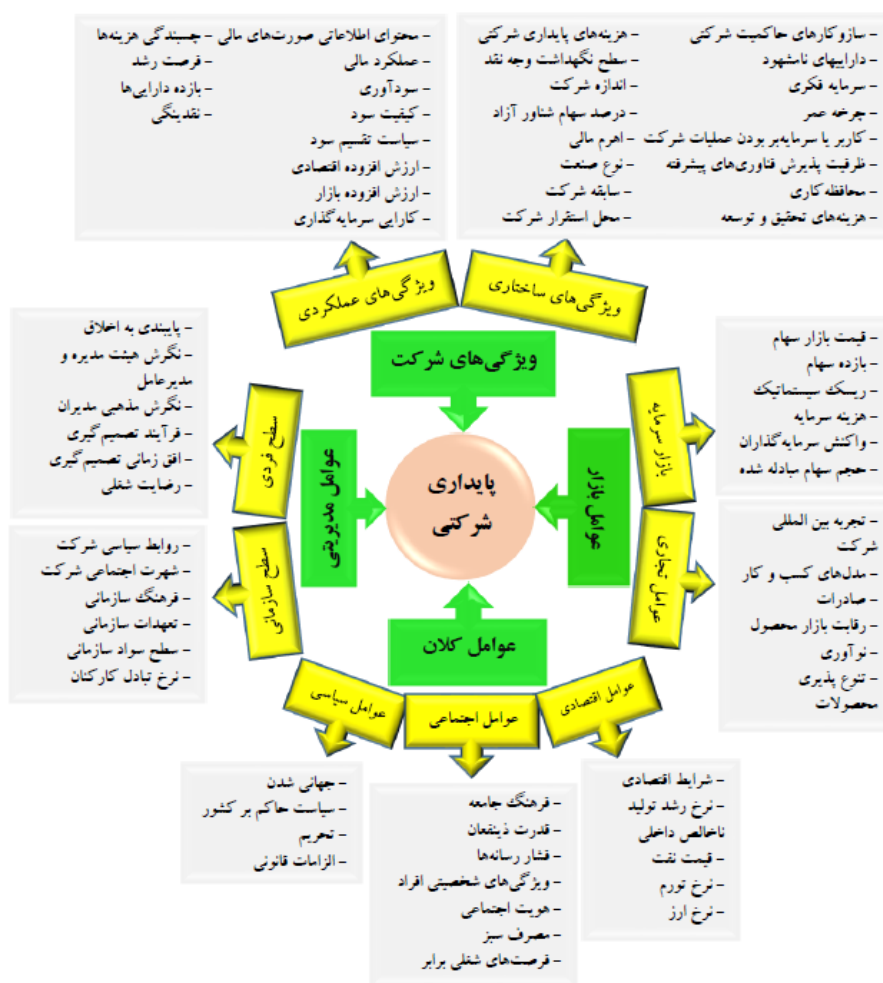 - سازوکارهای حاکمیت شرکتی
- داراییهای نامشهود
- سرمایه فکری
- چرخه عمر
- کاربر یا سرمایه‌بر بودن عملیات شرکت
- ظرفیت پذیرش فناوری‌های پیشرفته
- محافظه‌کاری
- هزینه‌های تحقیق و توسعه
- هزینه‌های پایداری شرکتی
- سطح نگهداشت وجه نقد
- اندازه شرکت
- درصد سهام شناور آزاد
- اهرم مالی
- نوع صنعت
- سابقه شرکت
- محل استقرار شرکت
- محتوای اطلاعاتی صورت‌های مالی
- عملکرد مالی
- سودآوری
- کیفیت سود
- سیاست تقسیم سود
- ارزش افزوده اقتصادی
- ارزش افزوده بازار
- کارایی سرمایه‌گذاری
- چسبندگی هزینه‌ها
- فرصت رشد
- بازده دارایی‌ها
- نقدینگی
ویژگی‌های ساختاری
ویژگی‌های عملکردی
ویژگی‌های شرکت
- قیمت بازار سهام
- بازده سهام
- ریسک سیستماتیک
- هزینه سرمایه
- واکنش سرمایه‌گذاران
- حجم سهام مبادله شده
بازار سرمایه
عوامل بازار
پایداری
شرکتی
عوامل مدیریتی
سطح فردی
- پایبندی به اخلاق
- نگرش هیئت مدیره و
مدیرعامل
- نگرش مذهبی مدیران
- فرآیند تصمیم‌گیری
- افق زمانی تصمیم‌گیری
- رضایت شغلی
- تجربه بین المللی
شرکت
- مدل‌های کسب و کار
- صادرات
- رقابت بازار محصول
- نوآوری
- تنوع پذیری
محصولات
عوامل تجاری
سطح سازمانی
- روابط سیاسی شرکت
- شهرت اجتماعی شرکت
- فرهنگ سازمانی
- تعهدات سازمانی
- سطح سواد سازمانی
- نرخ تبادل کارکنان
عوامل کلان
عوامل اقتصادی
عوامل اجتماعی
عوامل سیاسی
- شرایط اقتصادی
- نرخ رشد تولید
ناخالص داخلی
- قیمت نفت
- نرخ تورم
- نرخ ارز
- فرهنگ جامعه
- قدرت ذینفعان
- فشار رسانه‌ها
- ویژگی‌های شخصیتی افراد
- هویت اجتماعی
- مصرف سبز
- فرصت‌های شغلی برابر
- جهانی شدن
- سیاست حاکم بر کشور
- تحریم
- الزامات قانونی